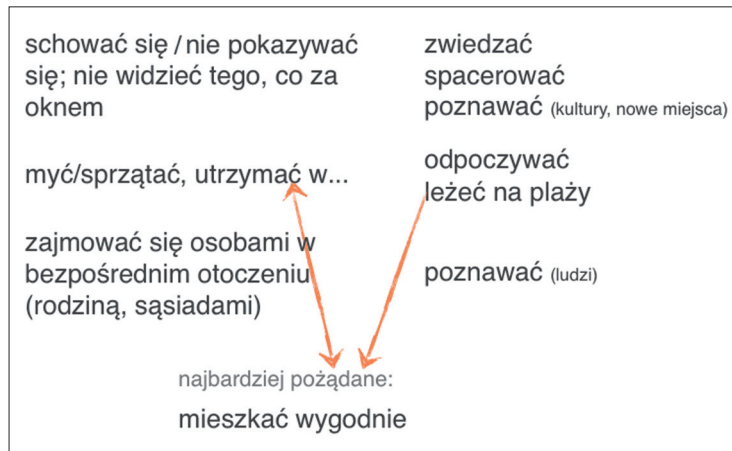 schować się / nie pokazywać
się; nie widzieć tego, co za
oknem
myć/sprzątać, utrzymać w...
zajmować się osobami w
bezpośrednim otoczeniu
(rodziną, sąsiadami)
zwiedzać
spacerować
poznawać (kultury, nowe miejsca)
odpoczywać
leżeć na plaży
poznawać (ludzi)
najbardziej pożądane:
mieszkać wygodnie